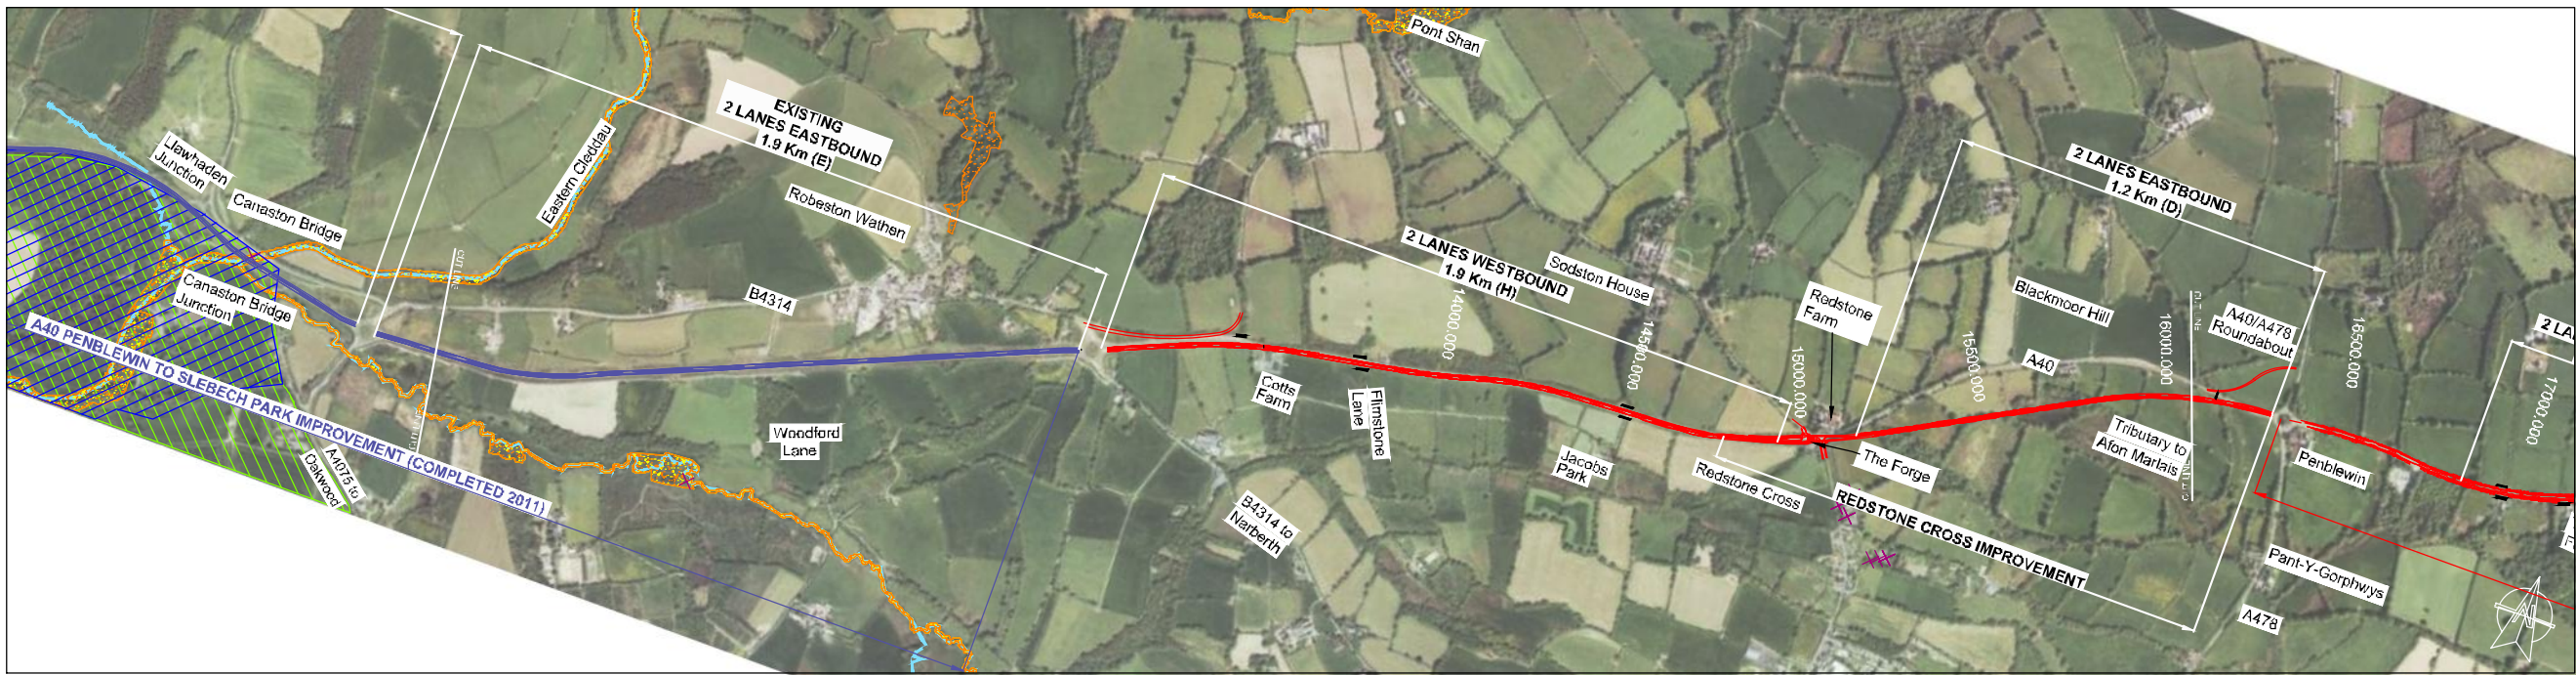 Pont Shan
EXISTING
2 LANES EASTBOUND
1.9 Km (E)
Llawhaden
Junction
Canaston Bridge
Eastern Cleddau
Robeston Wathen
2 LANES EASTBOUND
1.2 Km (D)
2 LANES WESTBOUND
1.9 Km (H)
Sodston House
Canaston Bridge
Junction
B4314
Redstone
Farm
Blackmoor Hill
A40/A478
Roundabout
14000.000
14500.000
15000.000
15500.000
16000.000
16500.000
17000.000
2 LA
A40
A40 PENBLEWIN TO SLEBECH PARK IMPROVEMENT (COMPLETED 2011)
Cotts
Farm
Flimstone
Lane
Woodford
Lane
Jacobs
Park
Redstone Cross
The Forge
Tributary to
Afon Marlais
Penblewin
A4075 to
Oakwood
B4314 to
Narberth
REDSTONE CROSS IMPROVEMENT
Pant-Y-Gorphwys
A478
CUT LINE
N